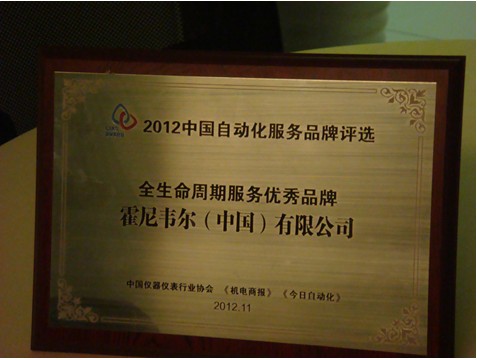 2012中国自动化服务品牌评选
全生命周期服务优秀品牌
霍尼韦尔（中国）有限公司
中国仪器仪表行业协会 《机电商报》 《今日自动化》
2012.11